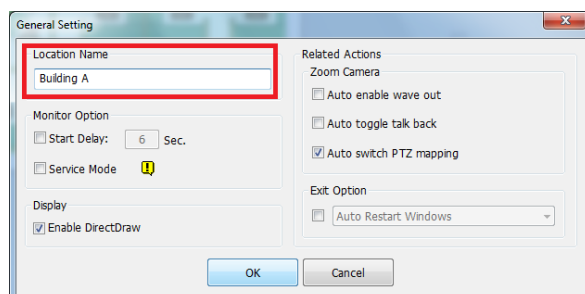 General Setting
Location Name
Building A
Monitor Option
Start Delay: 6 Sec.
Service Mode
Display
Enable DirectDraw
Related Actions
Zoom Camera
Auto enable wave out
Auto toggle talk back
Auto switch PTZ mapping
Exit Option
Auto Restart Windows
OK
Cancel